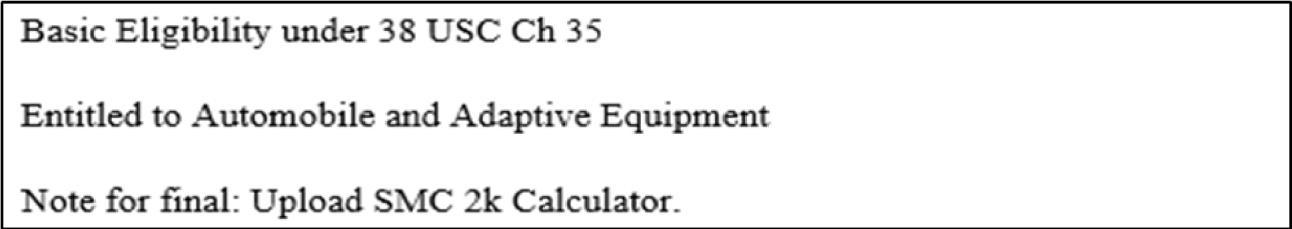 Basic Eligibility under 38 USC Ch 35
Entitled to Automobile and Adaptive Equipment
Note for final: Upload SMC 2k Calculator.